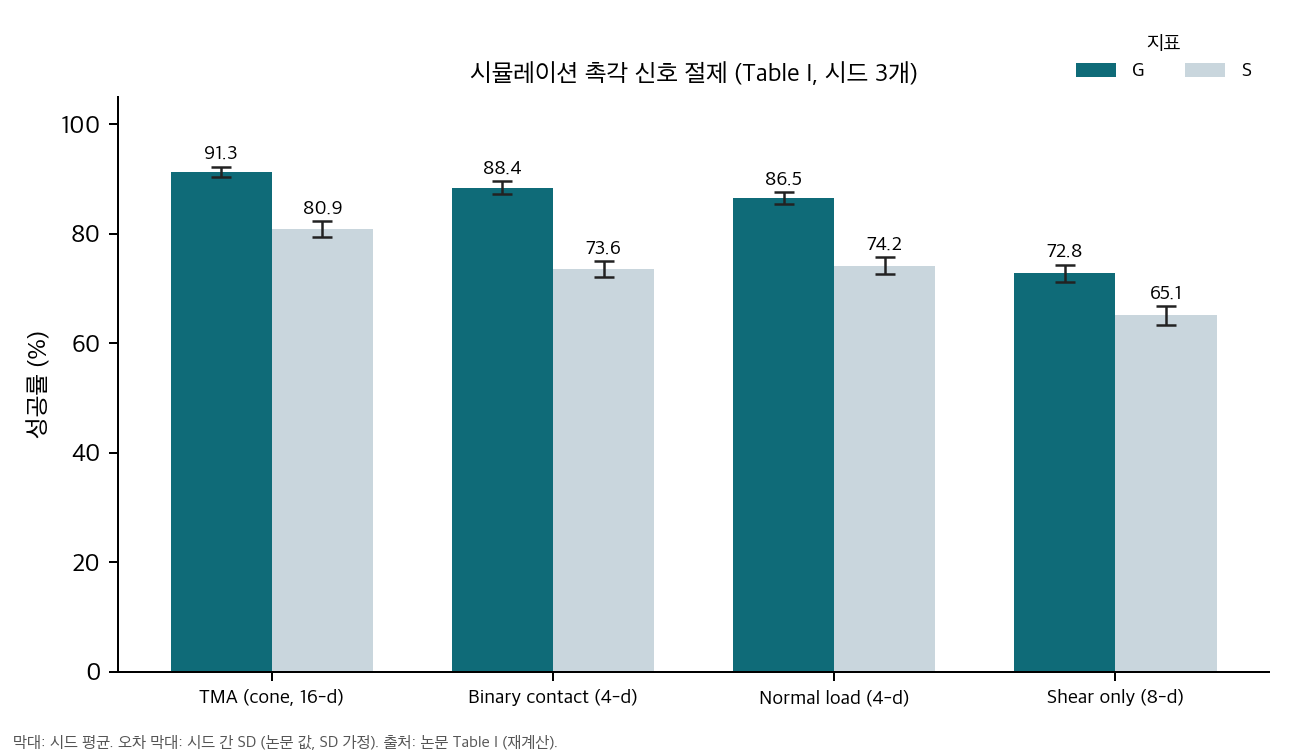 지표
G S
시뮬레이션 촉각 신호 절제 (Table I, 시드 3개)
성공률 (%)
100
80
60
40
20
0
91.3
80.9
88.4
73.6
86.5
74.2
72.8
65.1
TMA (cone, 16-d)
Binary contact (4-d)
Normal load (4-d)
Shear only (8-d)
막대: 시드 평균. 오차 막대: 시드 간 SD (논문 값, SD 가정). 출처: 논문 Table I (재계산).